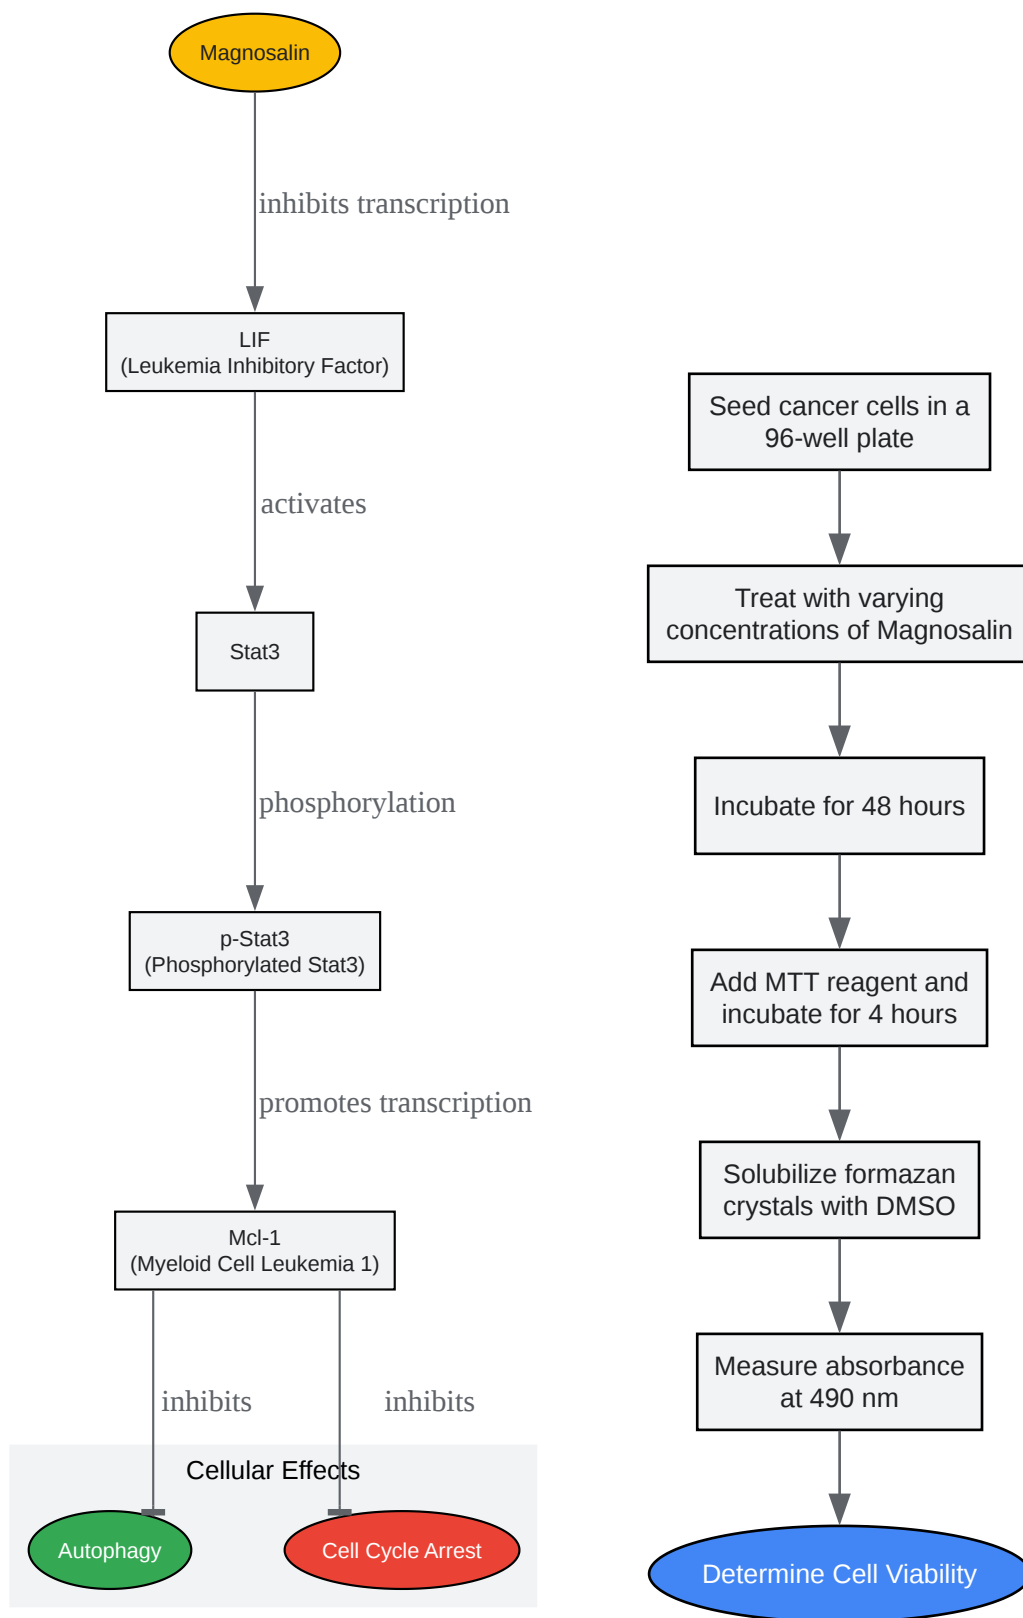 Magnosalin
inhibits transcription
LIF
(Leukemia Inhibitory Factor)
activates
Stat3
phosphorylation
p-Stat3
(Phosphorylated Stat3)
promotes transcription
Mcl-1
(Myeloid Cell Leukemia 1)
inhibits
inhibits
Cellular Effects
Autophagy
Cell Cycle Arrest
Seed cancer cells in a
96-well plate
Treat with varying
concentrations of Magnosalin
Incubate for 48 hours
Add MTT reagent and
incubate for 4 hours
Solubilize formazan
crystals with DMSO
Measure absorbance
at 490 nm
Determine Cell Viability